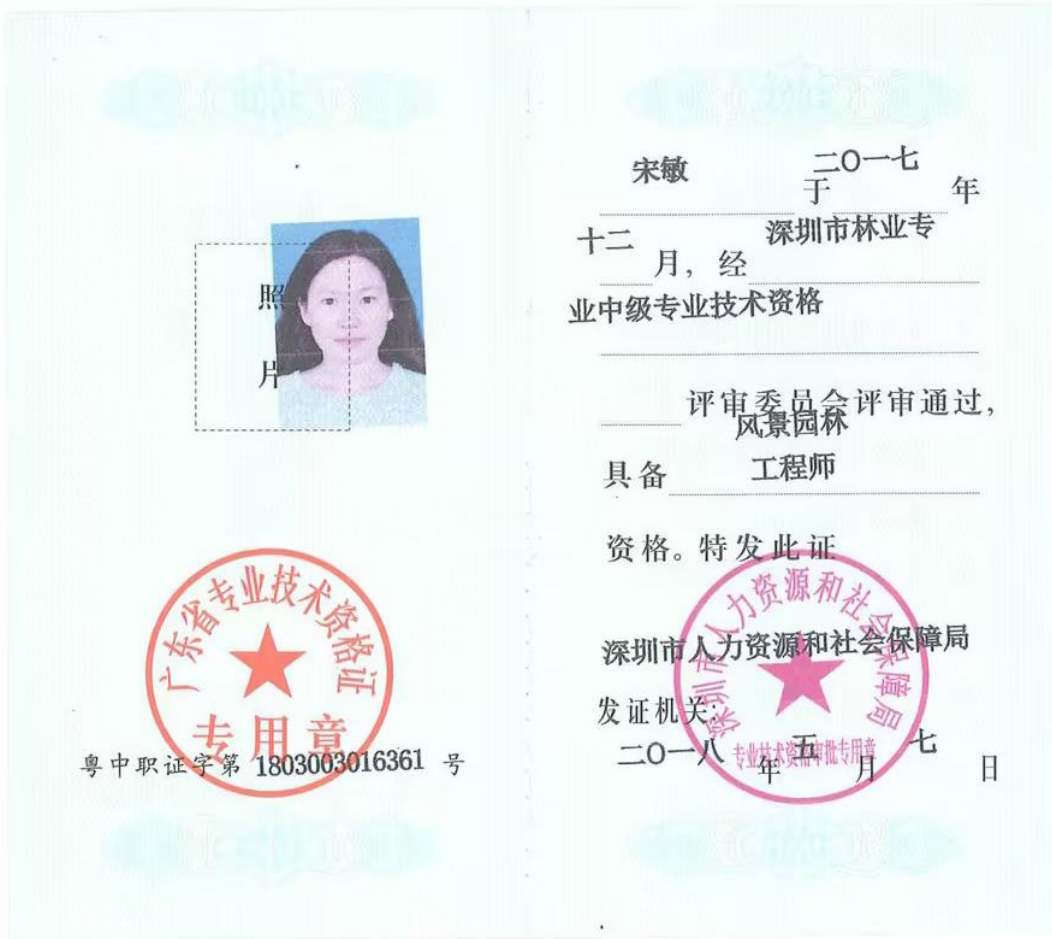 照
片
广东省专业技术资格证
专用章
粤中职证字第 1803003016361 号
宋敏 于 二〇一七 年
十二 月，经 深圳市林业专
业中级专业技术资格
评审委员会评审通过，
风景园林
具备 工程师
资格。特发此证
深圳市人力资源和社会保障局
深圳市人力资源和社会保障局
发证机关：
专业技术资格审批专用章
二〇一八 年 五 月 七 日